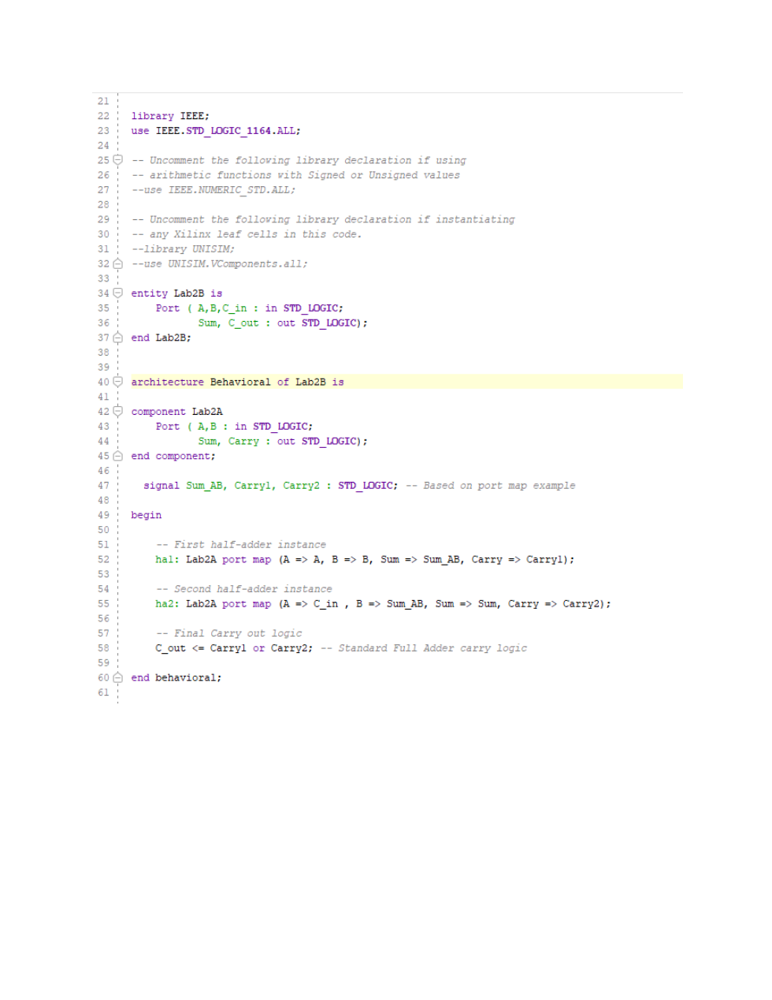 21
22 library IEEE;
23 use IEEE.STD_LOGIC_1164.ALL;
24
25 -- Uncomment the following library declaration if using
26 -- arithmetic functions with Signed or Unsigned values
27 --use IEEE.NUMERIC_STD.ALL;
28
29 -- Uncomment the following library declaration if instantiating
30 -- any Xilinx leaf cells in this code.
31 --library UNISIM;
32 --use UNISIM.VComponents.all;
33
34 entity Lab2B is
35 Port ( A,B,C_in : in STD_LOGIC;
36 Sum, C_out : out STD_LOGIC);
37 end Lab2B;
38
39
40 architecture Behavioral of Lab2B is
41
42 component Lab2A
43 Port ( A,B : in STD_LOGIC;
44 Sum, Carry : out STD_LOGIC);
45 end component;
46
47 signal Sum_AB, Carry1, Carry2 : STD_LOGIC; -- Based on port map example
48
49 begin
50
51 -- First half-adder instance
52 ha1: Lab2A port map (A => A, B => B, Sum => Sum_AB, Carry => Carry1);
53
54 -- Second half-adder instance
55 ha2: Lab2A port map (A => C_in , B => Sum_AB, Sum => Sum, Carry => Carry2);
56
57 -- Final Carry out logic
58 C_out <= Carry1 or Carry2; -- Standard Full Adder carry logic
59
60 end behavioral;
61